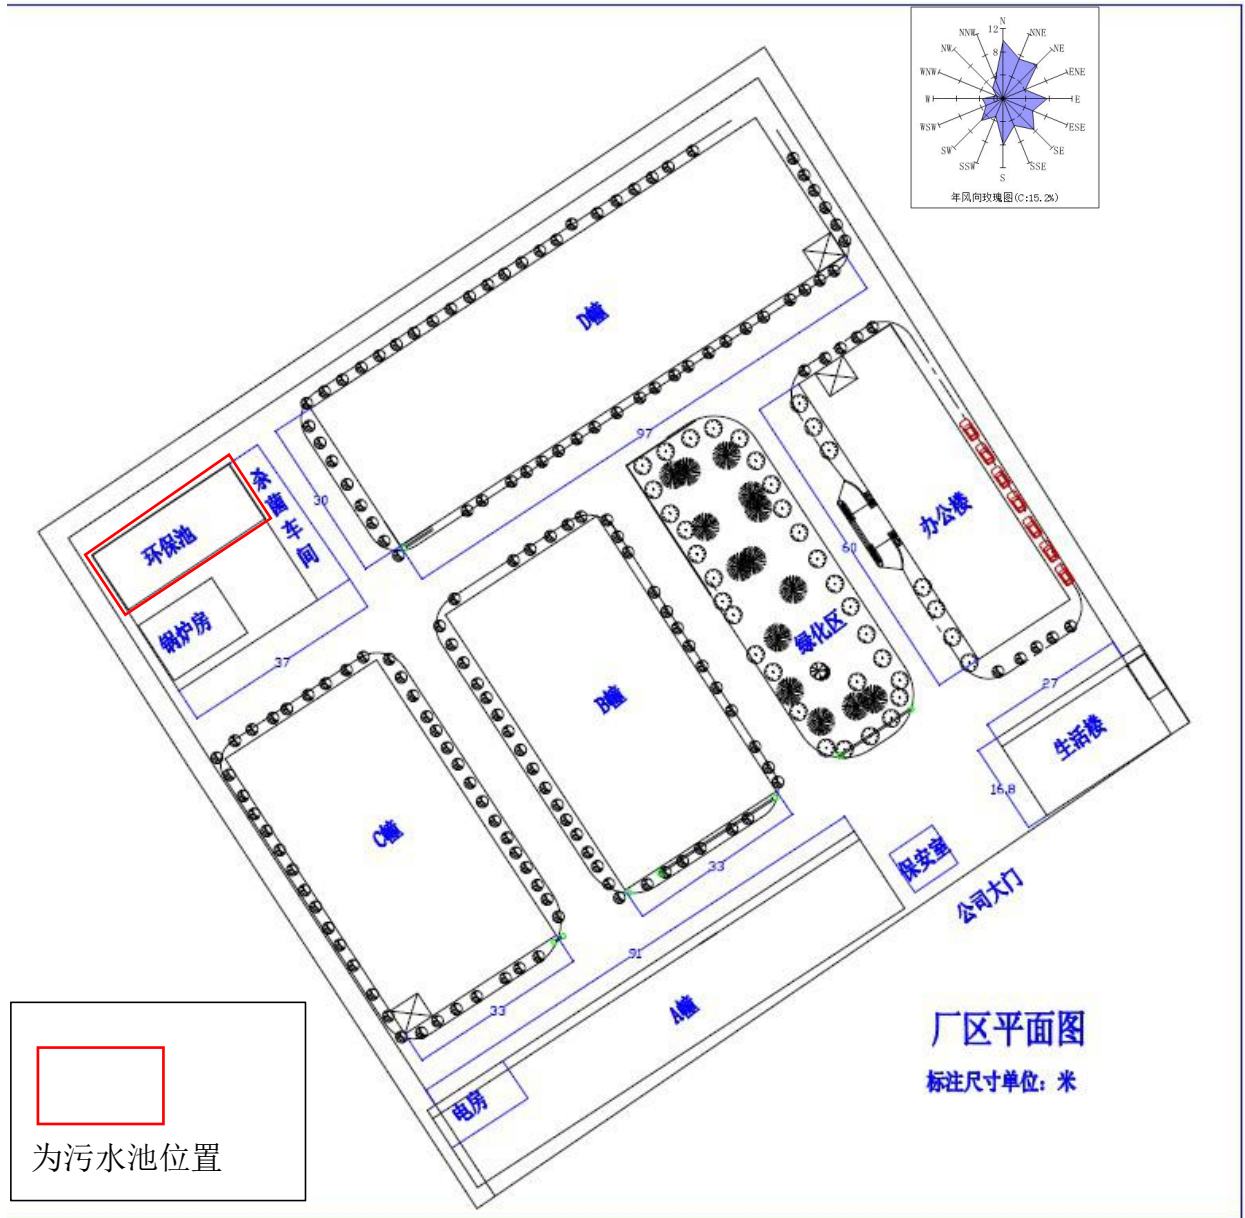 N
12
NNW
NNE
NW
8
NE
WNW
4
ENE
W
0
E
WSW
ESE
SW
SE
SSW
SSE
S
年风向玫瑰图(C:15.2%)
D幢
97
30
杀菌车间
环保池
锅炉房
37
办公楼
60
绿化区
B幢
27
生活楼
16.8
C幢
33
保安室
公司大门
91
33
A幢
电房
厂区平面图
标注尺寸单位：米
为污水池位置